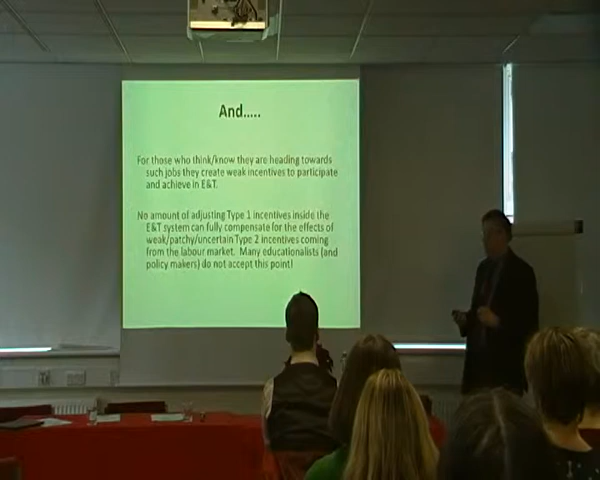 And.....
For those who think/know they are heading towards
such jobs they create weak incentives to participate
and achieve in E&T.
No amount of adjusting Type 1 incentives inside the
E&T system can fully compensate for the effects of
weak/patchy/uncertain Type 2 incentives coming
from the labour market. Many educationalists (and
policy makers) do not accept this point!